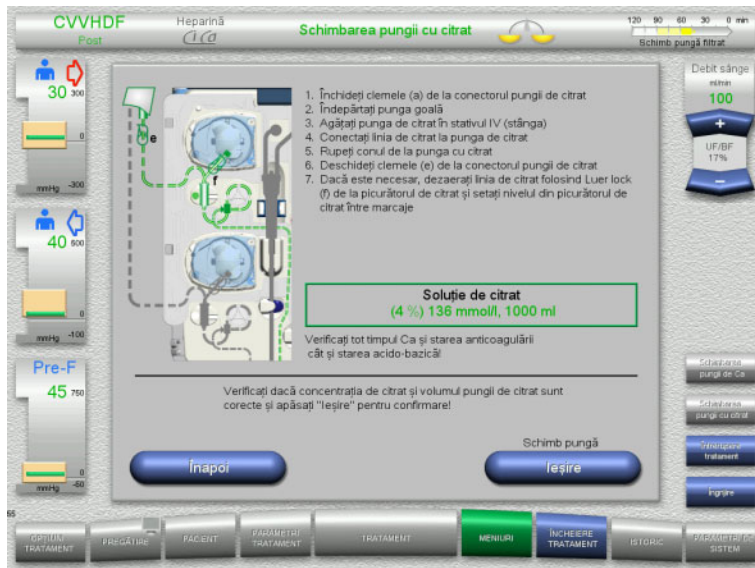 CVVHDF
Post
Heparină
Ci Ca
Schimbarea pungii cu citrat
120 90 60 30 0 min
Schimb pungă filtrat
30 300
0
mmHg -300
40 500
0
mmHg -100
Pre-F
45 750
0
mmHg -50
e
f
1. Închideți clemele (a) de la conectorul pungii de citrat
2. Îndepărtați punga goală
3. Agățați punga de citrat în stativul IV (stânga)
4. Conectați linia de citrat la punga de citrat
5. Rupeți conul de la punga cu citrat
6. Deschideți clemele (e) de la conectorul pungii de citrat
7. Dacă este necesar, dezaerați linia de citrat folosind Luer lock
(f) de la picurătorul de citrat și setați nivelul din picurătorul de
citrat între marcaje
Soluție de citrat
(4 %) 136 mmol/l, 1000 ml
Verificați tot timpul Ca și starea anticoagulării
cât și starea acido-bazică!
Verificați dacă concentrația de citrat și volumul pungii de citrat sunt
corecte și apăsați "Ieșire" pentru confirmare!
Înapoi
Schimb pungă
Ieșire
Debit sânge
ml/min
100
+
UF/BF
17%
−
Schimbarea
pungii de Ca
Schimbarea
pungii cu citrat
tratament
Îngrijire
55
OPȚIUNI
TRATAMENT
PREGĂTIRE
PACIENT
PARAMETRI
TRATAMENT
TRATAMENT
MENIURI
ÎNCHEIERE
TRATAMENT
ISTORIC
PARAMETRI DE
SISTEM